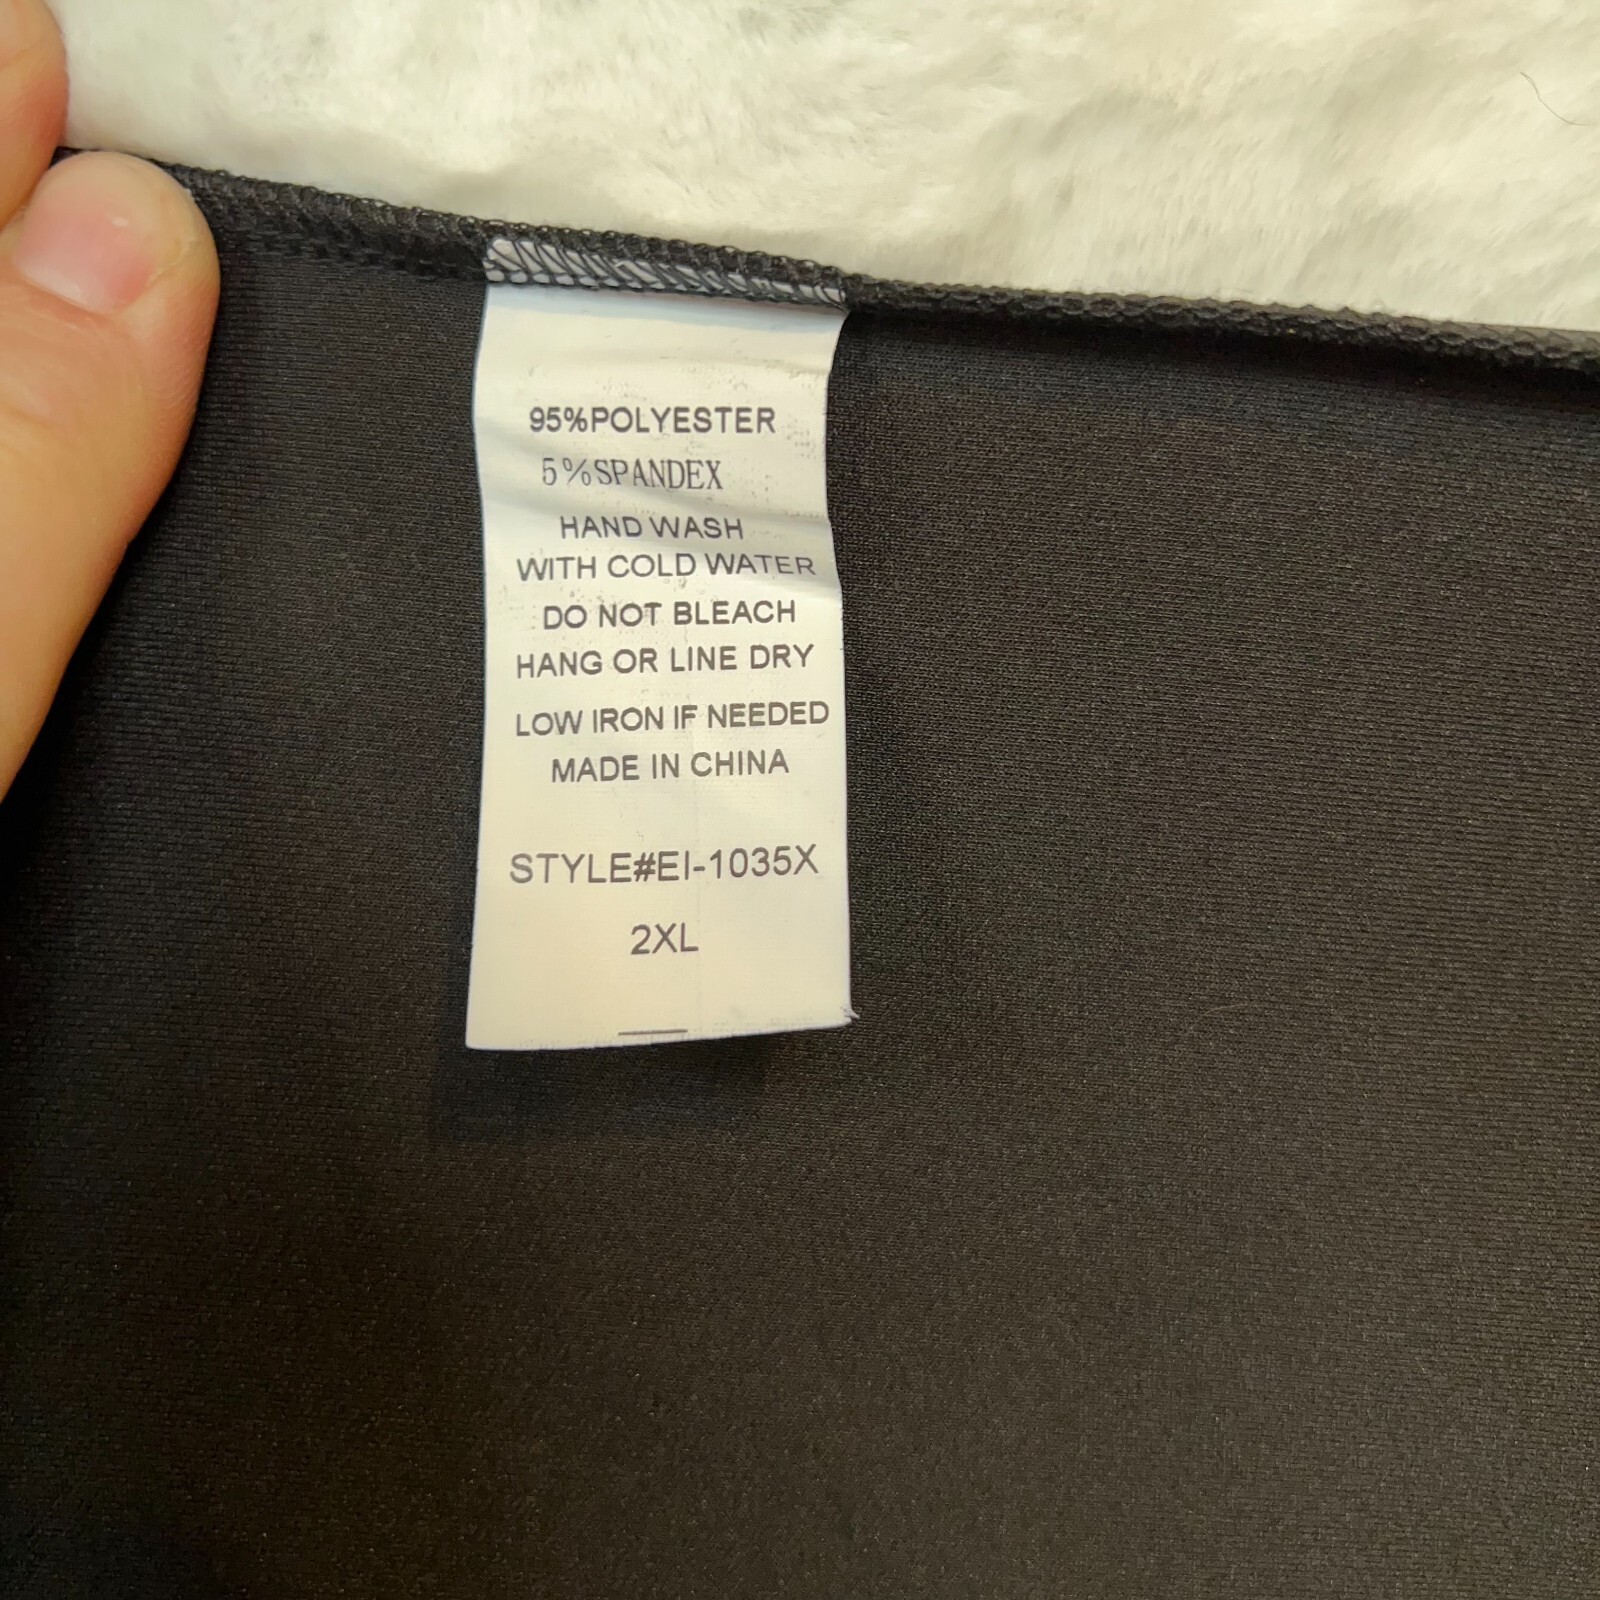 95%POLYESTER
5%SPANDEX
HAND WASH
WITH COLD WATER
DO NOT BLEACH
HANG OR LINE DRY
LOW IRON IF NEEDED
MADE IN CHINA
STYLE#EI-1035X
2XL